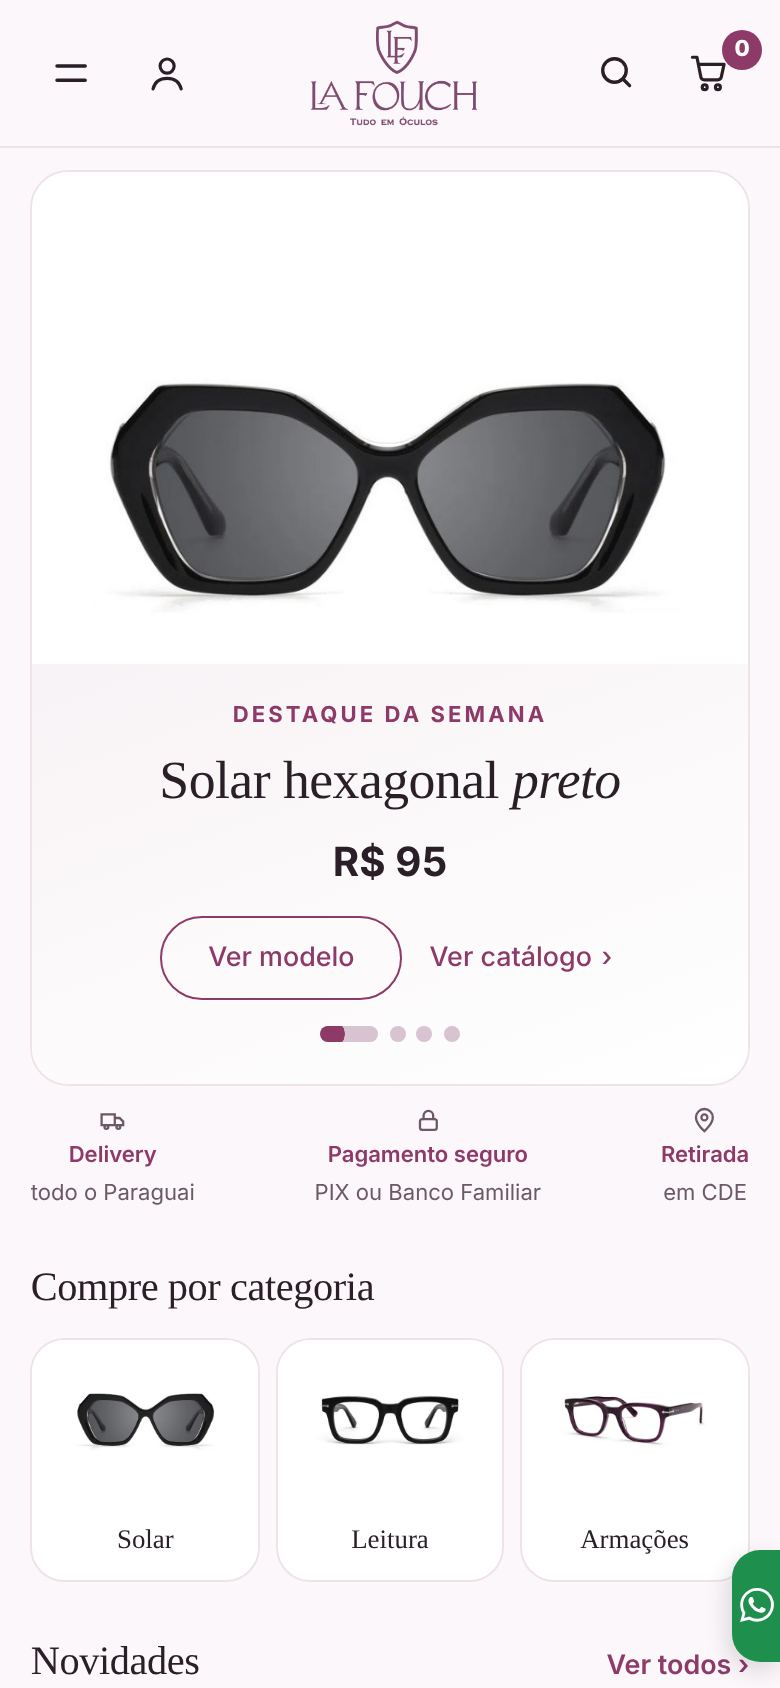 0
LF
LA FOUCH
TUDO EM ÓCULOS
DESTAQUE DA SEMANA
Solar hexagonal preto
R$ 95
Ver modelo
Ver catálogo ›
Delivery
todo o Paraguai
Pagamento seguro
PIX ou Banco Familiar
Retirada
em CDE
Compre por categoria
Solar
Leitura
Armações
Novidades
Ver todos ›